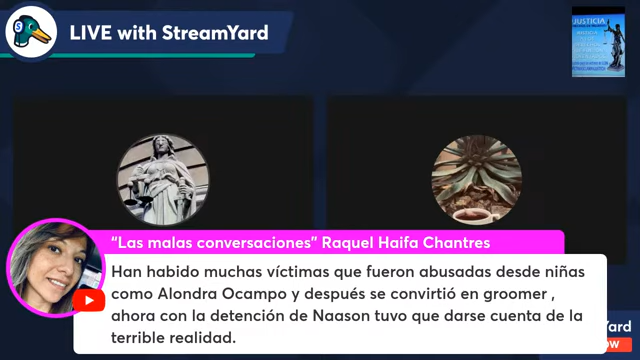 LIVE with StreamYard
JUSTICIA
“Las malas conversaciones” Raquel Haifa Chantres
Han habido muchas víctimas que fueron abusadas desde niñas
como Alondra Ocampo y después se convirtió en groomer ,
ahora con la detención de Naason tuvo que darse cuenta de la
terrible realidad.